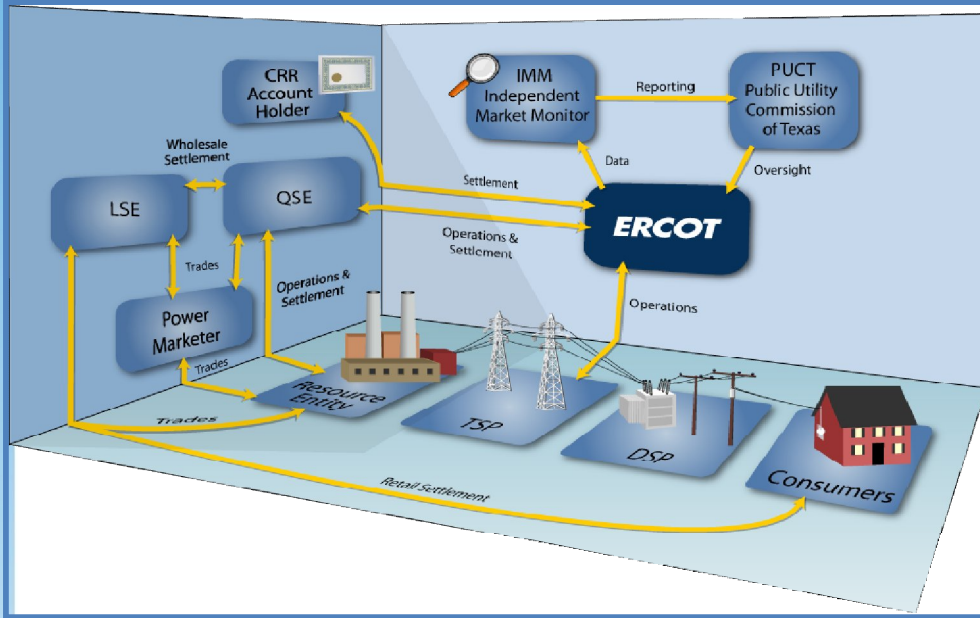 CRR
Account
Holder
IMM
Independent
Market Monitor
Reporting
PUCT
Public Utility
Commission
of Texas
Wholesale
Settlement
Data
Oversight
LSE
QSE
Settlement
ERCOT
Operations &
Settlement
Trades
Operations &
Settlement
Operations
Power
Marketer
Trades
Resource
Entity
Trades
TSP
DSP
Consumers
Retail Settlement